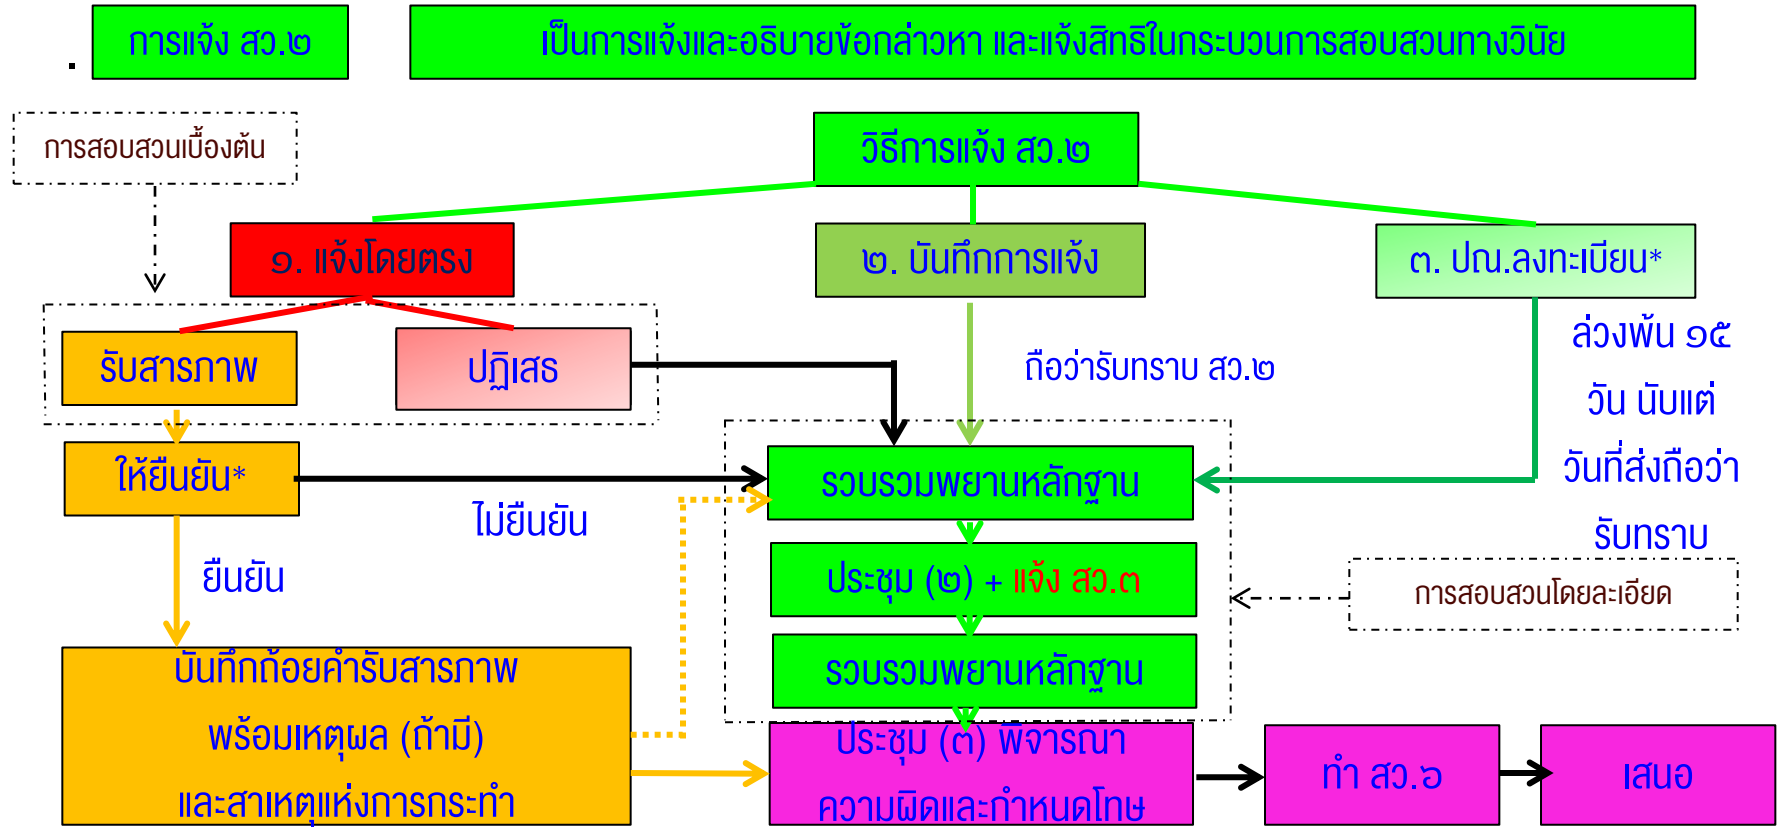 การแจ้ง สว.๒
เป็นการแจ้งและอธิบายข้อกล่าวหา และแจ้งสิทธิในกระบวนการสอบสวนทางวินัย
การสอบสวนเบื้องต้น
วิธีการแจ้ง สว.๒
๑. แจ้งโดยตรง
๒. บันทึกการแจ้ง
๓. ปณ.ลงทะเบียน*
รับสารภาพ
ปฏิเสธ
ถือว่ารับทราบ สว.๒
ล่วงพ้น ๑๕
วัน นับแต่
วันที่ส่งถือว่า
รับทราบ
ให้ยืนยัน*
ไม่ยืนยัน
ยืนยัน
รวบรวมพยานหลักฐาน
ประชุม (๒) + แจ้ง สว.๓
การสอบสวนโดยละเอียด
รวบรวมพยานหลักฐาน
บันทึกถ้อยคำรับสารภาพ
พร้อมเหตุผล (ถ้ามี)
และสาเหตุแห่งการกระทำ
ประชุม (๓) พิจารณา
ความผิดและกำหนดโทษ
ทำ สว.๖
เสนอ